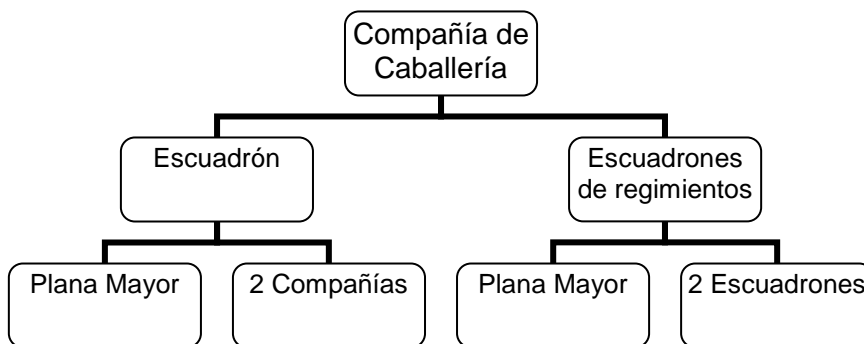 Compañía de
Caballería
Escuadrón
Escuadrones
de regimientos
Plana Mayor
2 Compañías
Plana Mayor
2 Escuadrones